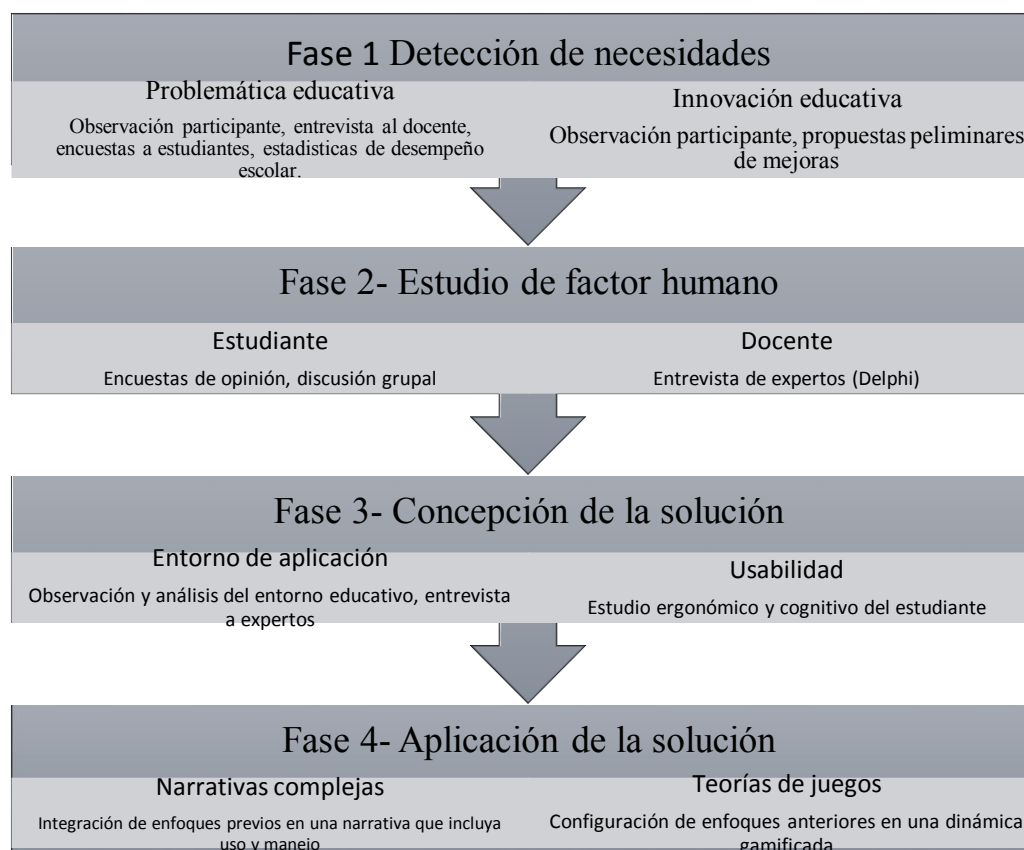 Fase 1 Detección de necesidades
Problemática educativa
Observación participante, entrevista al docente,
encuestas a estudiantes, estadisticas de desempeño
escolar.
Innovación educativa
Observación participante, propuestas peliminares
de mejoras
Fase 2- Estudio de factor humano
Estudiante
Encuestas de opinión, discusión grupal
Docente
Entrevista de expertos (Delphi)
Fase 3- Concepción de la solución
Entorno de aplicación
Observación y análisis del entorno educativo, entrevista
a expertos
Usabilidad
Estudio ergonómico y cognitivo del estudiante
Fase 4- Aplicación de la solución
Narrativas complejas
Integración de enfoques previos en una narrativa que incluya
uso y manejo
Teorías de juegos
Configuración de enfoques anteriores en una dinámica
gamificada